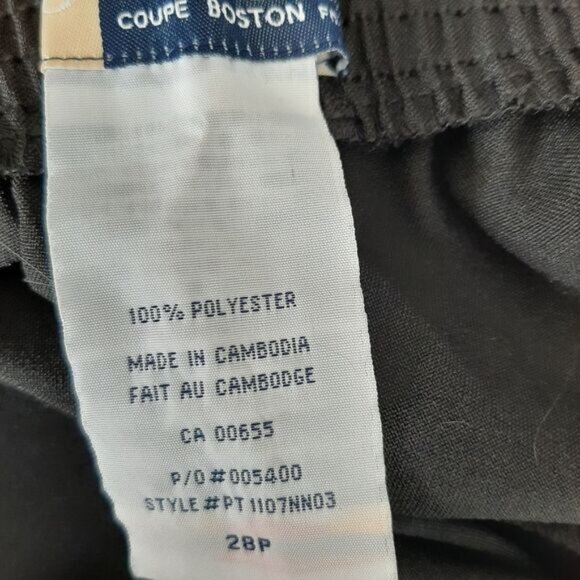 COUPE BOSTON
100% POLYESTER
MADE IN CAMBODIA
FAIT AU CAMBODGE
CA 00655
P/O # 005400
STYLE # PT 1107NN03
28P